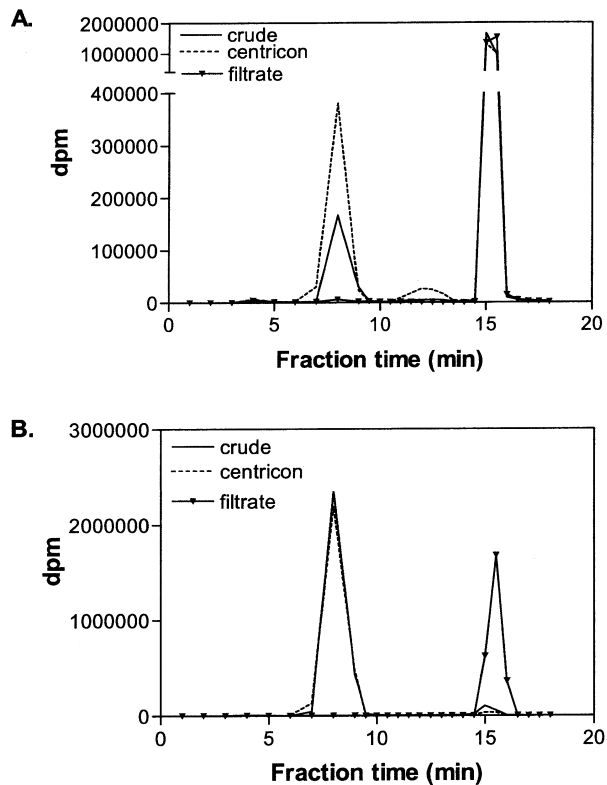 A.
2000000
1000000
400000
300000
200000
100000
0
dpm
crude
centricon
filtrate
0 5 10 15 20
Fraction time (min)
B.
3000000
2000000
1000000
0
dpm
crude
centricon
filtrate
0 5 10 15 20
Fraction time (min)